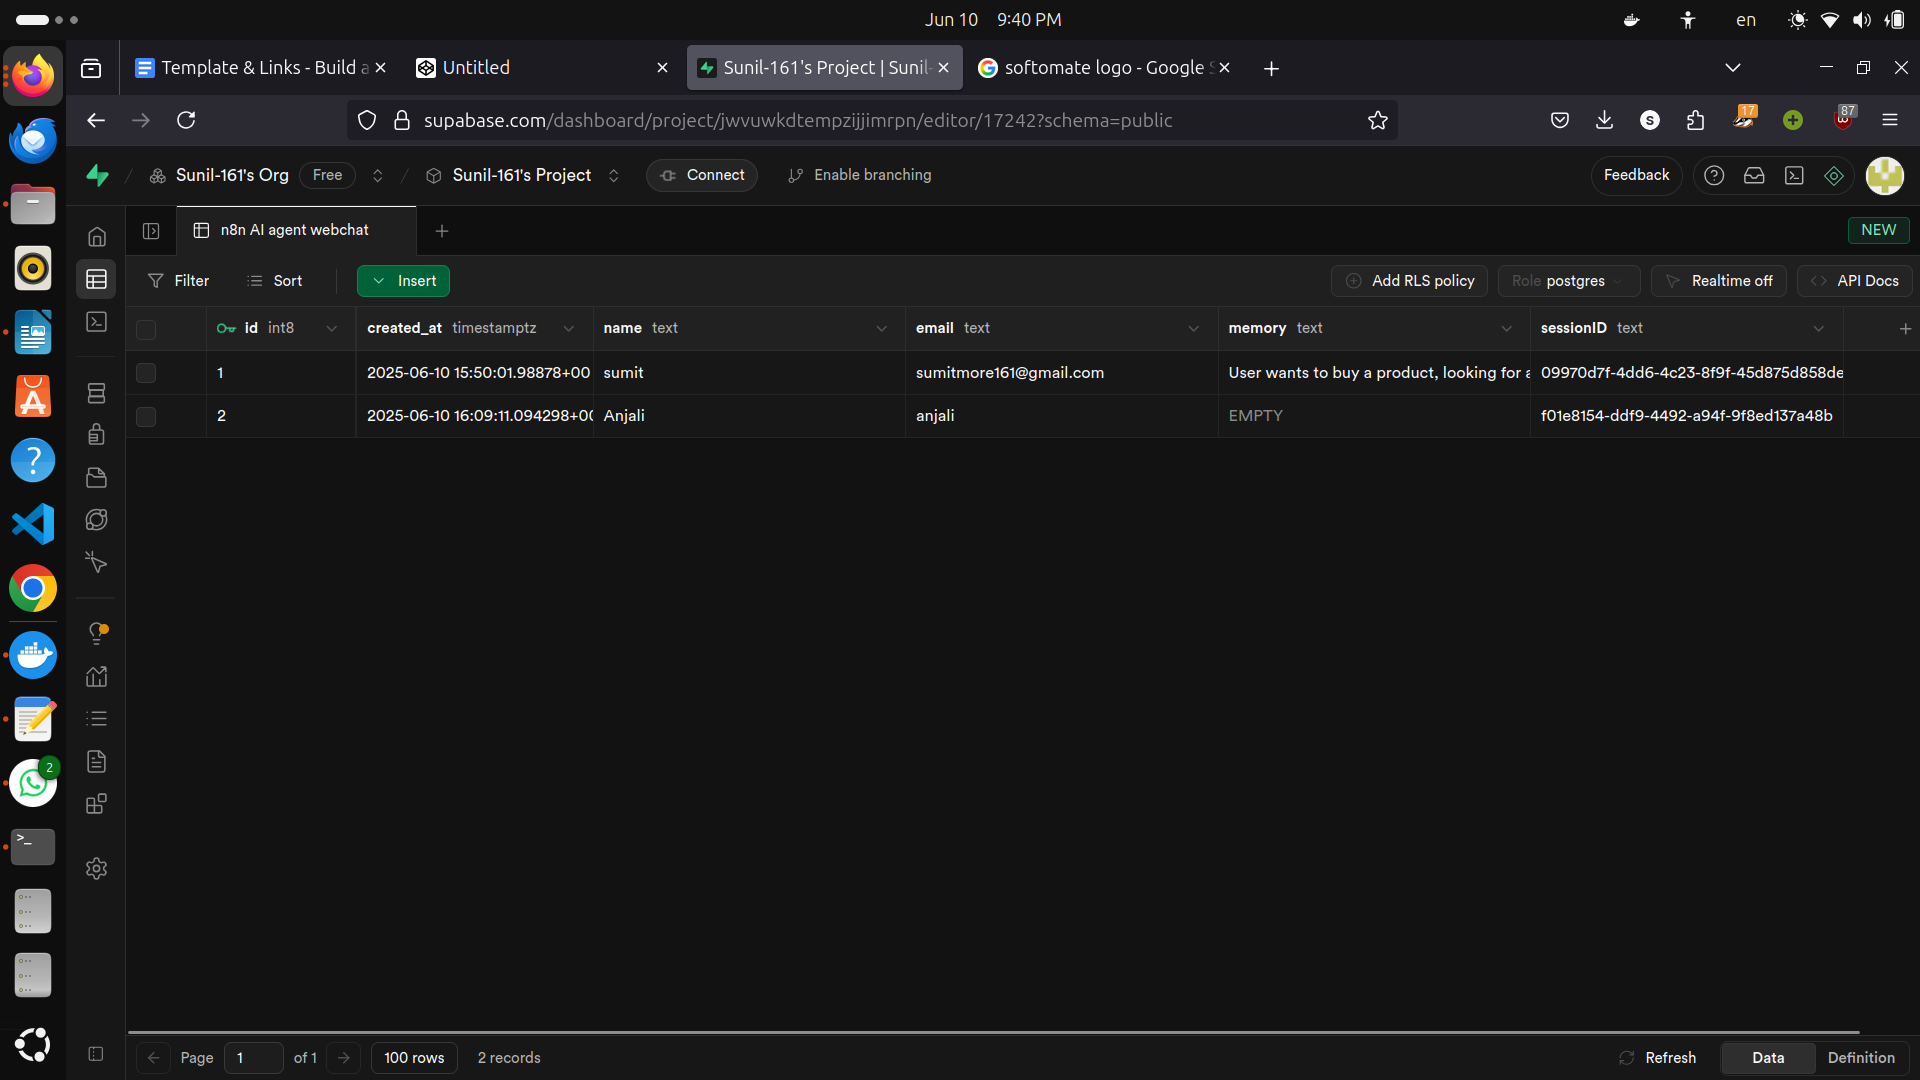 Jun 10 9:40 PM
en
Template & Links - Build a
Untitled
Sunil-161's Project | Sunil-
softomate logo - Google S
supabase.com/dashboard/project/jwvuwkdtempzijjimrpn/editor/17242?schema=public
S
17
87
Sunil-161's Org Free
Sunil-161's Project
Connect
Enable branching
Feedback
n8n AI agent webchat
NEW
Filter
Sort
Insert
Add RLS policy
Role postgres
Realtime off
API Docs
id int8 created_at timestamptz name text email text memory text sessionID text
1 2025-06-10 15:50:01.98878+00 sumit sumitmore161@gmail.com User wants to buy a product, looking for a 09970d7f-4dd6-4c23-8f9f-45d875d858de
2 2025-06-10 16:09:11.094298+00 Anjali anjali EMPTY f01e8154-ddf9-4492-a94f-9f8ed137a48b
2
Page 1 of 1
100 rows
2 records
Refresh
Data
Definition